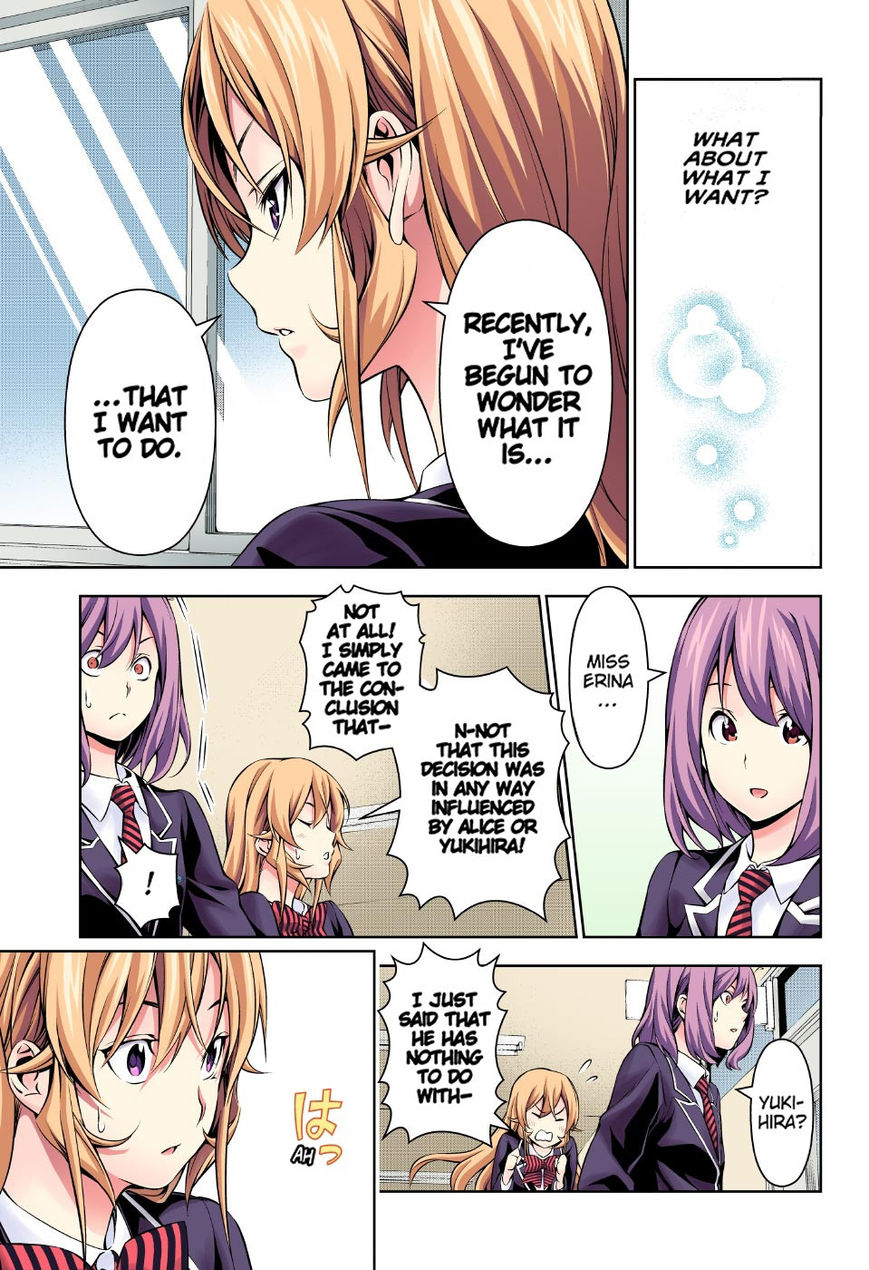 WHAT
ABOUT
WHAT I
WANT?
RECENTLY,
I'VE
BEGUN TO
WONDER
WHAT IT
IS...
...THAT
I WANT
TO DO.
MISS
ERINA
...
N-NOT
THAT THIS
DECISION WAS
IN ANY WAY
INFLUENCED
BY ALICE OR
YUKIHIRA!
NOT
AT ALL!
I SIMPLY
CAME TO
THE CON-
CLUSION
THAT-
!
YUKI-
HIRA?
I JUST
SAID THAT
HE HAS
NOTHING
TO DO
WITH-
はっ
AH